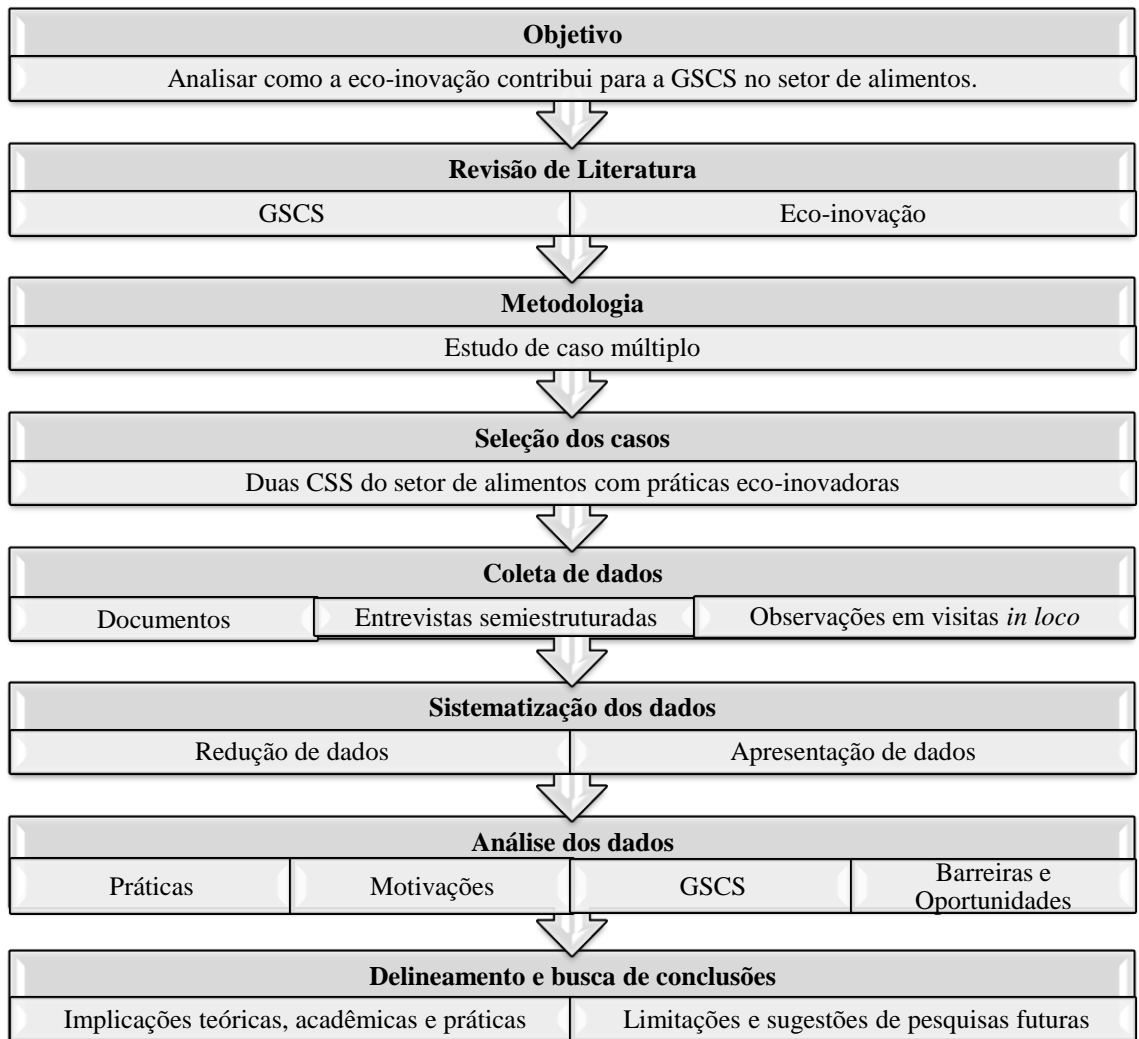 Objetivo
Analisar como a eco-inovação contribui para a GSCS no setor de alimentos.
Revisão de Literatura
GSCS
Eco-inovação
Metodologia
Estudo de caso múltiplo
Seleção dos casos
Duas CSS do setor de alimentos com práticas eco-inovadoras
Coleta de dados
Documentos
Entrevistas semiestruturadas
Observações em visitas in loco
Sistematização dos dados
Redução de dados
Apresentação de dados
Análise dos dados
Práticas
Motivações
GSCS
Barreiras e
Oportunidades
Delineamento e busca de conclusões
Implicações teóricas, acadêmicas e práticas
Limitações e sugestões de pesquisas futuras